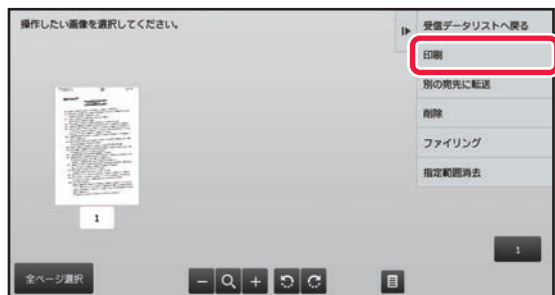 操作したい画像を選択してください。
受信データリストへ戻る
印刷
別の宛先に転送
削除
ファイリング
指定範囲消去
1
1
全ページ選択